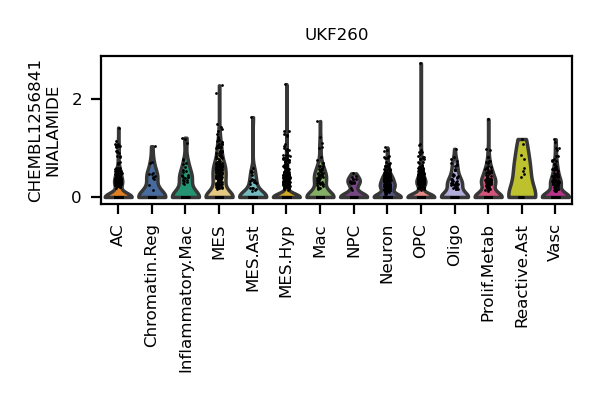 UKF260
CHEMBL1256841
NIALAMIDE
2
0
AC
Chromatin.Reg
Inflammatory.Mac
MES
MES.Ast
MES.Hyp
Mac
NPC
Neuron
OPC
Oligo
Prolif.Metab
Reactive.Ast
Vasc